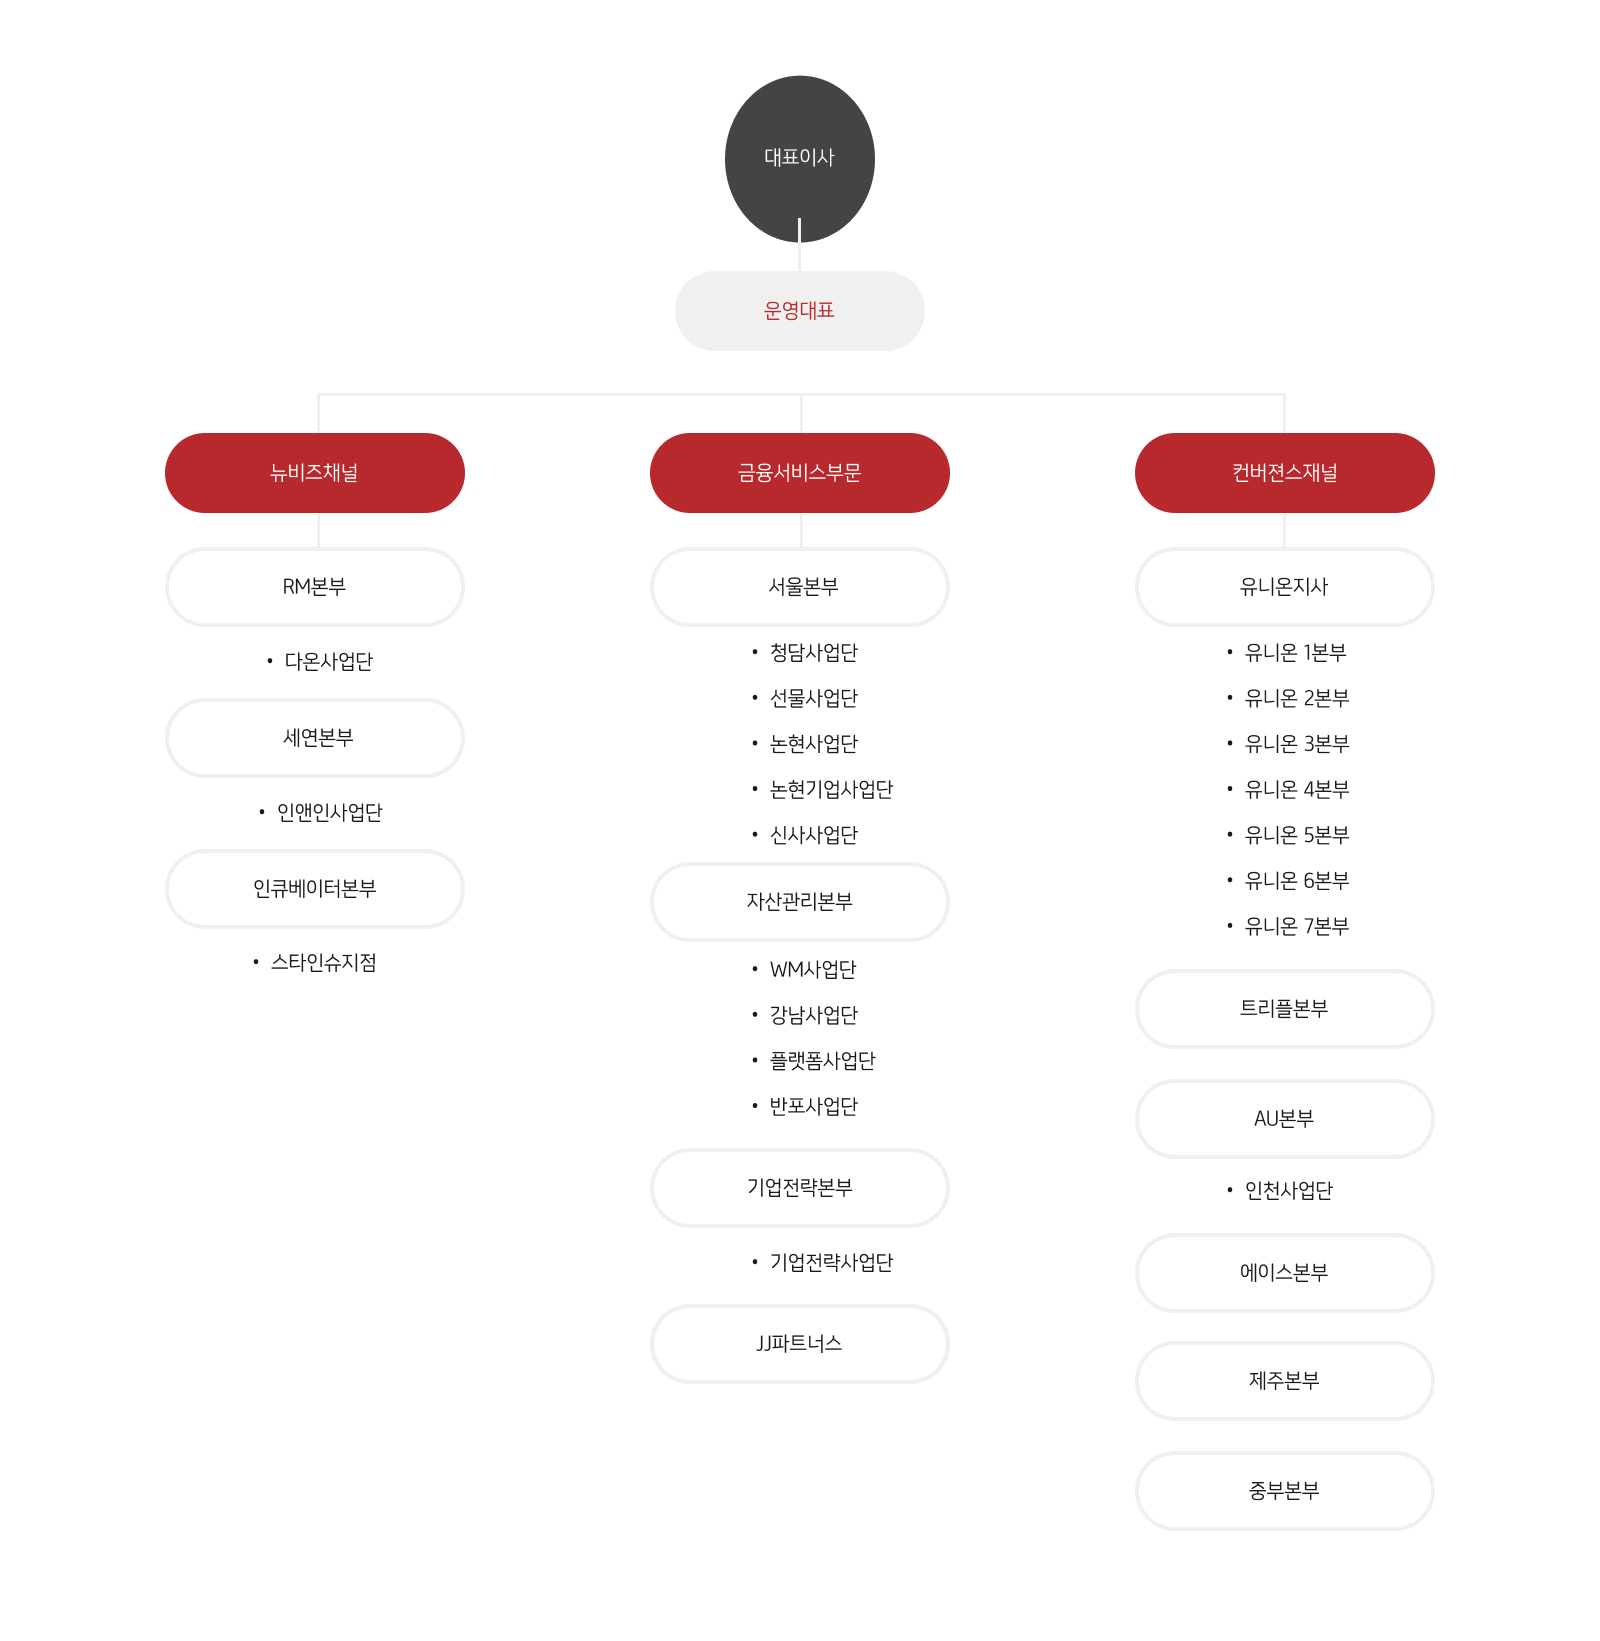 대표이사
운영대표
뉴비즈채널
RM본부
• 다온사업단
세연본부
• 인앤인사업단
인큐베이터본부
• 스타인슈지점
금융서비스부문
서울본부
• 청담사업단
• 선물사업단
• 논현사업단
• 논현기업사업단
• 신사사업단
자산관리본부
• WM사업단
• 강남사업단
• 플랫폼사업단
• 반포사업단
기업전략본부
• 기업전략사업단
JJ파트너스
컨버젼스재널
유니온지사
• 유니온 1본부
• 유니온 2본부
• 유니온 3본부
• 유니온 4본부
• 유니온 5본부
• 유니온 6본부
• 유니온 7본부
트리플본부
AU본부
• 인천사업단
에이스본부
제주본부
중부본부